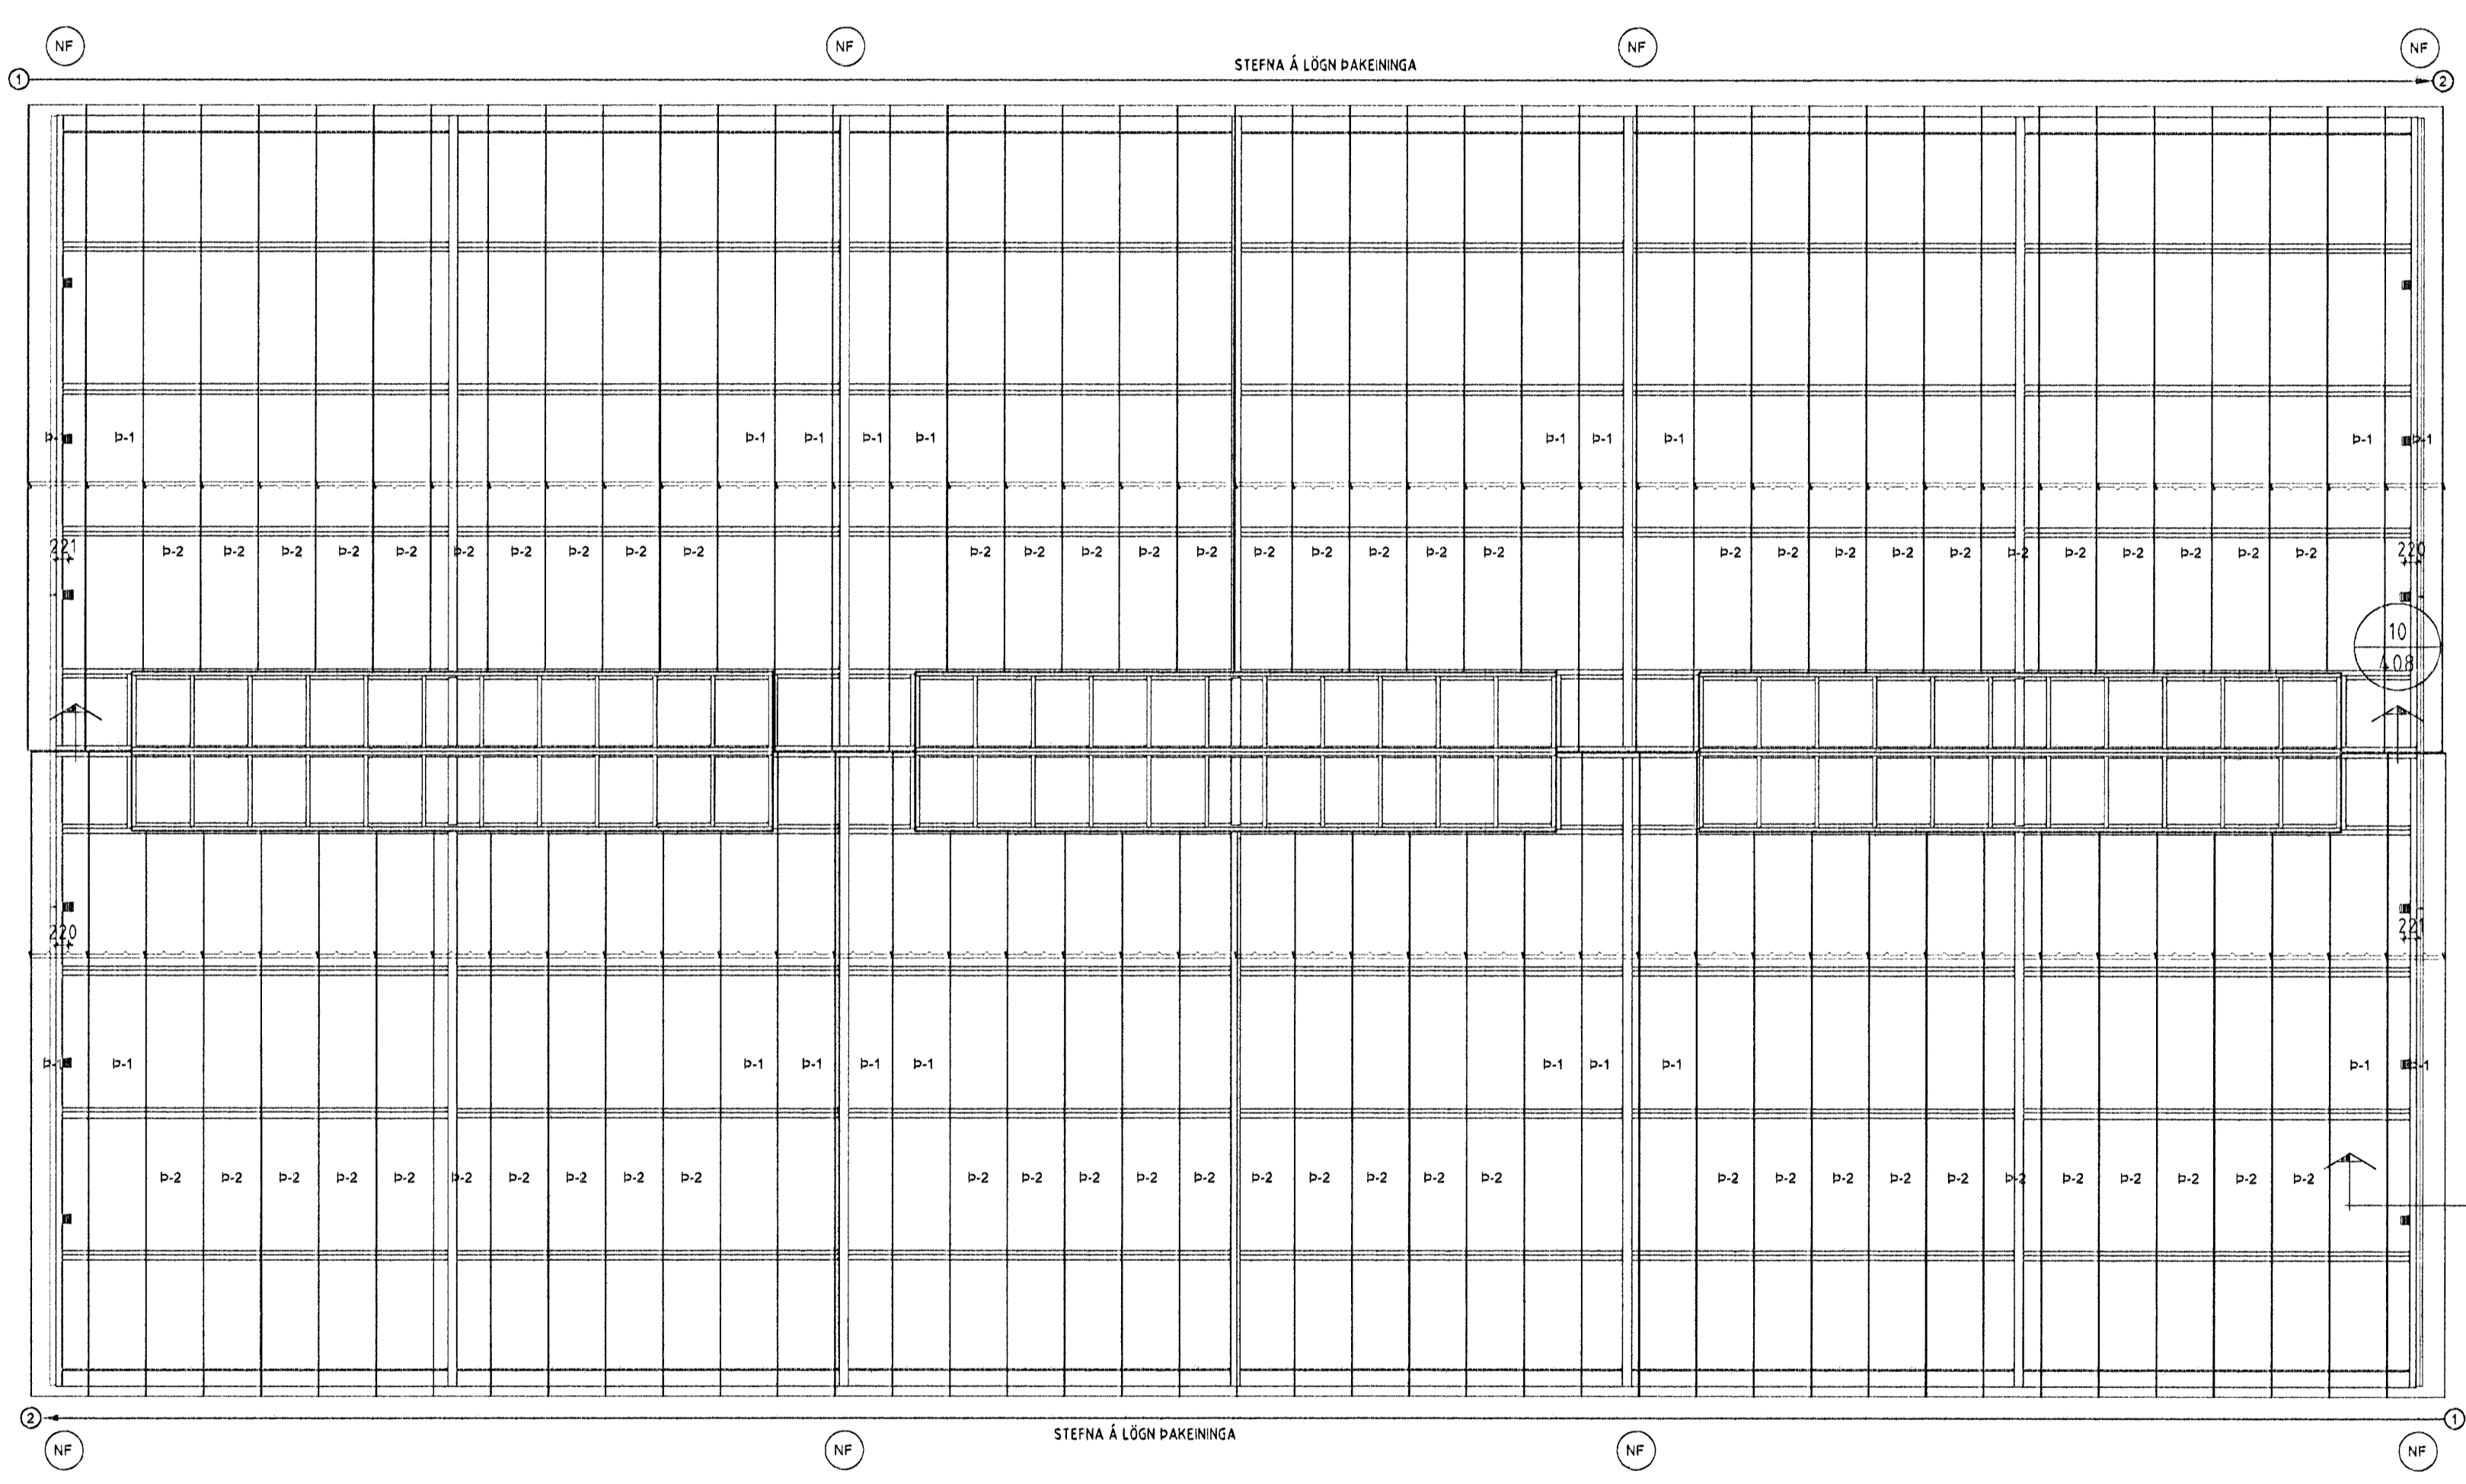 NF NF NF NF
STEFNA Á LÖGN ÞAKEININGA
1 2
Þ-1 Þ-1 Þ-1 Þ-1 Þ-1 Þ-1 Þ-1 Þ-1 Þ-1 Þ-1 Þ-1
221 Þ-2 Þ-2 Þ-2 Þ-2 Þ-2 Þ-2 Þ-2 Þ-2 Þ-2 Þ-2 Þ-2 Þ-2 Þ-2 Þ-2 Þ-2 Þ-2 Þ-2 Þ-2 Þ-2 Þ-2 Þ-2 Þ-2 Þ-2 Þ-2 Þ-2 Þ-2 Þ-2 Þ-2 Þ-2 Þ-2 Þ-2 220
10
408
220 221
Þ-1 Þ-1 Þ-1 Þ-1 Þ-1 Þ-1 Þ-1 Þ-1 Þ-1 Þ-1 Þ-1
Þ-2 Þ-2 Þ-2 Þ-2 Þ-2 Þ-2 Þ-2 Þ-2 Þ-2 Þ-2 Þ-2 Þ-2 Þ-2 Þ-2 Þ-2 Þ-2 Þ-2 Þ-2 Þ-2 Þ-2 Þ-2 Þ-2 Þ-2 Þ-2 Þ-2 Þ-2 Þ-2 Þ-2 Þ-2 Þ-2 Þ-2
2 1
STEFNA Á LÖGN ÞAKEININGA
NF NF NF NF